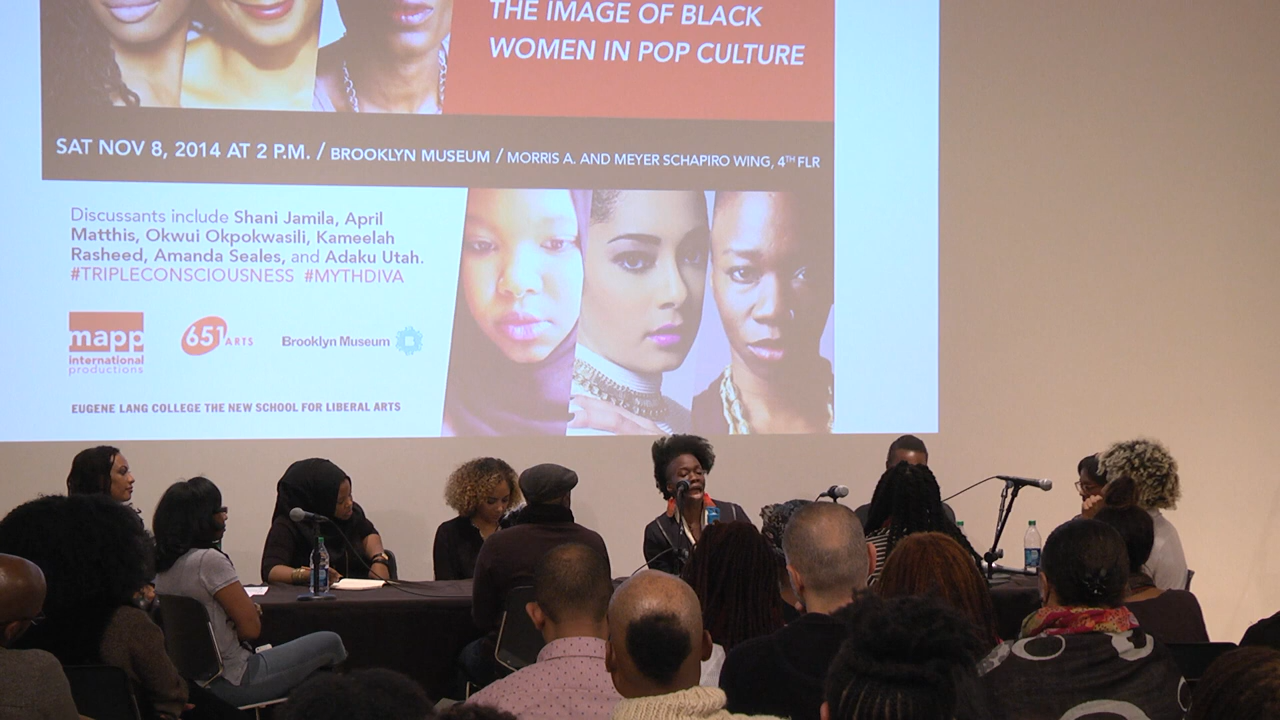 THE IMAGE OF BLACK
WOMEN IN POP CULTURE
SAT NOV 8, 2014 AT 2 P.M. / BROOKLYN MUSEUM / MORRIS A. AND MEYER SCHAPIRO WING, 4TH FLR
Discussants include Shani Jamila, April
Matthis, Okwui Okpokwasili, Kameelah
Rasheed, Amanda Seales, and Adaku Utah.
#TRIPLECONSCIOUSNESS #MYTHDIVA
mapp
international
productions
651 ARTS
Brooklyn Museum B
EUGENE LANG COLLEGE THE NEW SCHOOL FOR LIBERAL ARTS